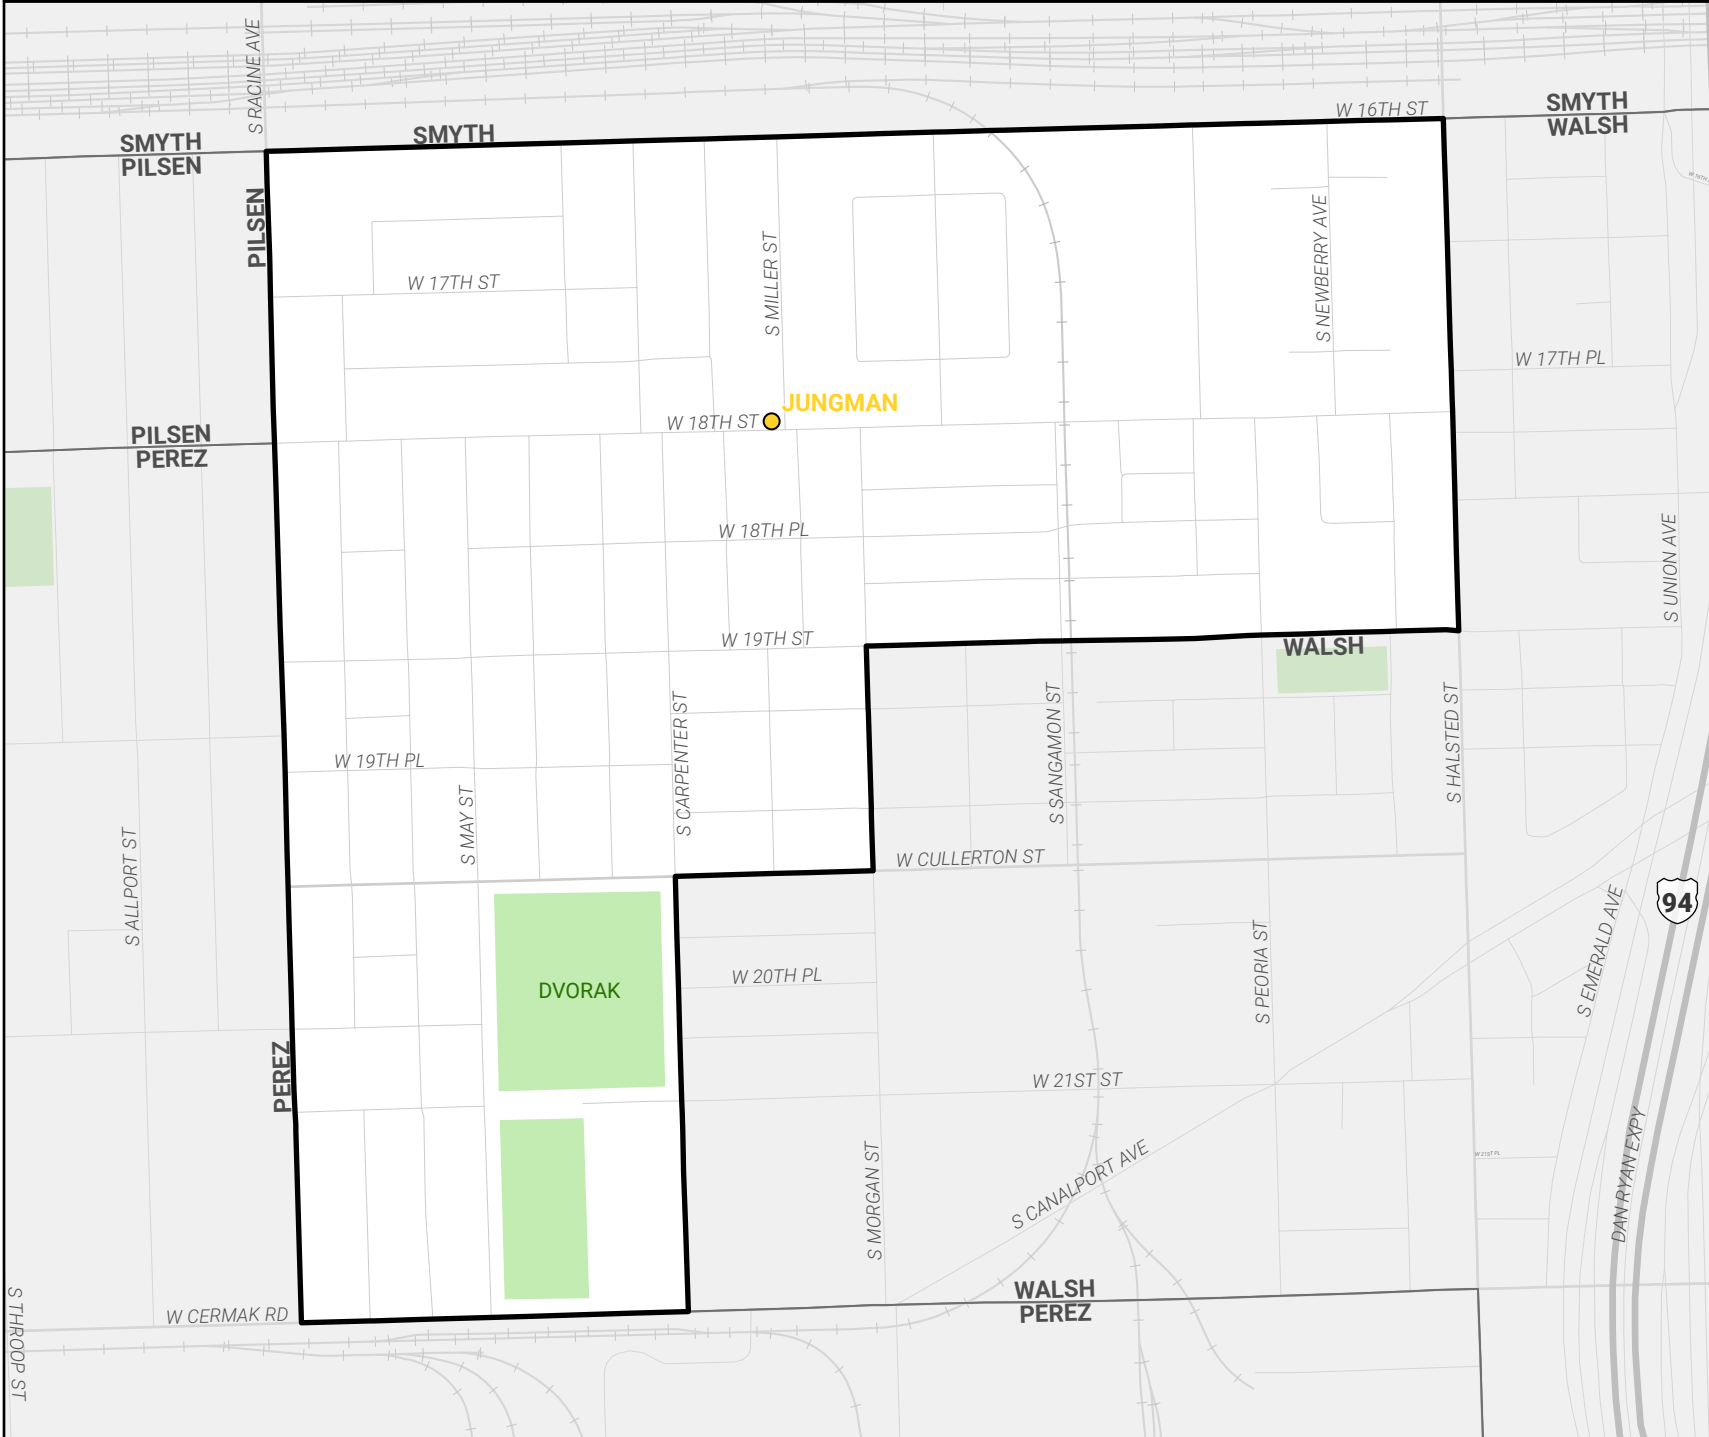 S RACINE AVE
W 16TH ST
SMYTH
WALSH
SMYTH
PILSEN
SMYTH
PILSEN
W 16TH
S MILLER ST
S NEWBERRY AVE
W 17TH ST
W 17TH PL
JUNGMAN
W 18TH ST
PILSEN
PEREZ
W 18TH PL
S UNION AVE
W 19TH ST
WALSH
S CARPENTER ST
S SANGAMON ST
S HALSTED ST
W 19TH PL
S MAY ST
S ALLPORT ST
W CULLERTON ST
94
S EMERALD AVE
S PEORIA ST
W 20TH PL
DVORAK
PEREZ
W 21ST ST
DAN RYAN EXPY
S MORGAN ST
S CANALPORT AVE
W 21ST PL
S THROOP ST
W CERMAK RD
WALSH
PEREZ